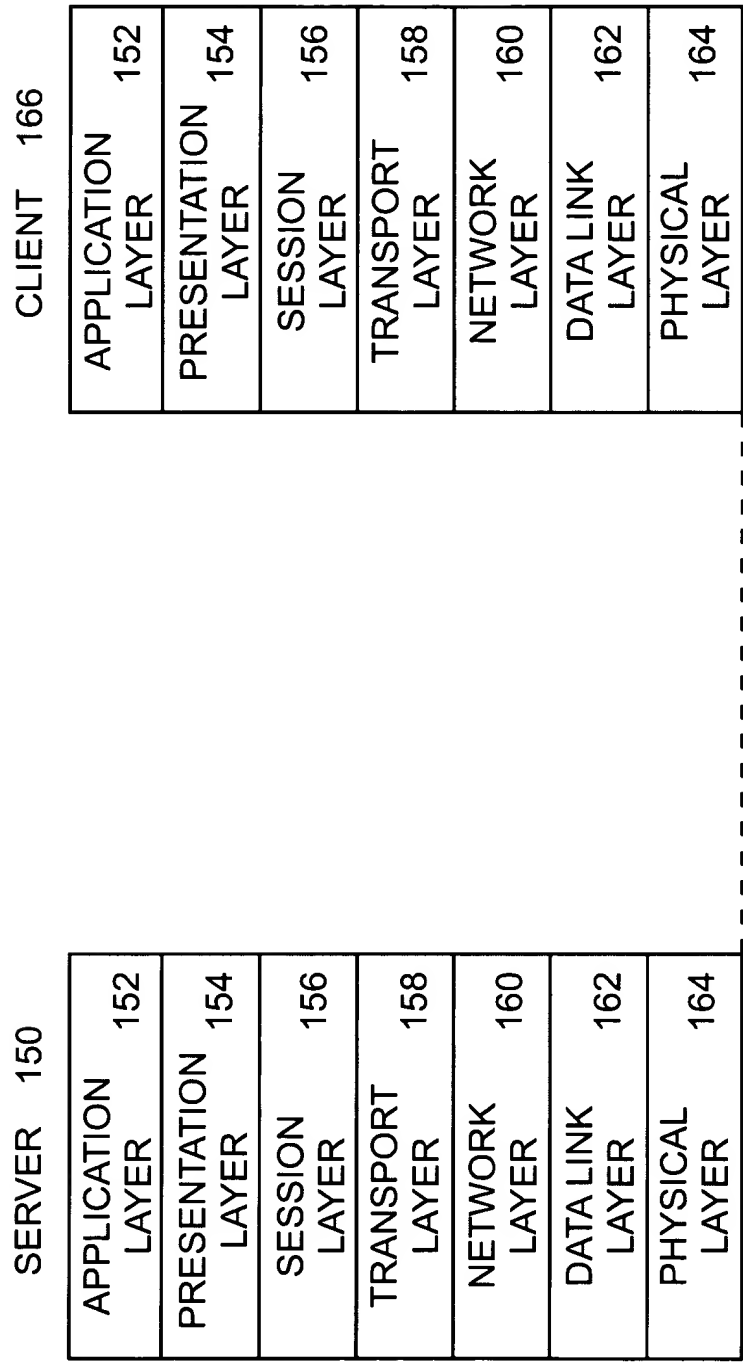 SERVER 150
APPLICATION
LAYER 152
PRESENTATION
LAYER 154
SESSION
LAYER 156
TRANSPORT
LAYER 158
NETWORK
LAYER 160
DATA LINK
LAYER 162
PHYSICAL
LAYER 164
CLIENT 166
APPLICATION
LAYER 152
PRESENTATION
LAYER 154
SESSION
LAYER 156
TRANSPORT
LAYER 158
NETWORK
LAYER 160
DATA LINK
LAYER 162
PHYSICAL
LAYER 164